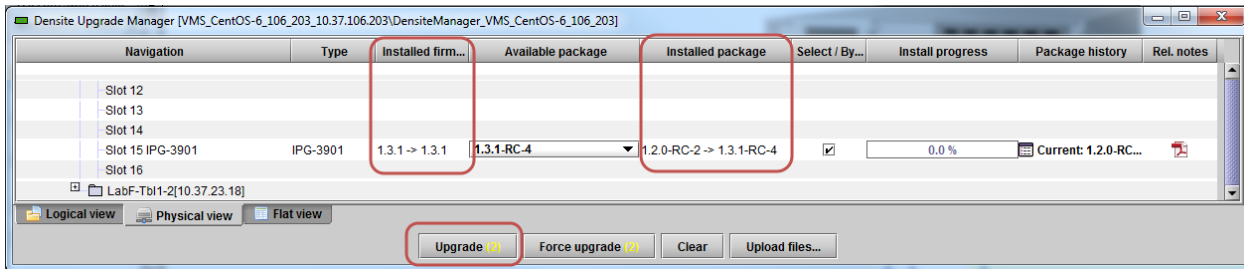 Densite Upgrade Manager [VMS_CentOS-6_106_203_10.37.106.203\DensiteManager_VMS_CentOS-6_106_203]
Navigation Type Installed firm... Available package Installed package Select / By... Install progress Package history Rel. notes
Slot 12
Slot 13
Slot 14
Slot 15 IPG-3901 IPG-3901 1.3.1 -> 1.3.1 1.3.1-RC-4 1.2.0-RC-2 -> 1.3.1-RC-4 0.0 % Current: 1.2.0-RC...
Slot 16
LabF-Tbl1-2[10.37.23.18]
Logical view Physical view Flat view
Upgrade (2) Force upgrade (2) Clear Upload files...